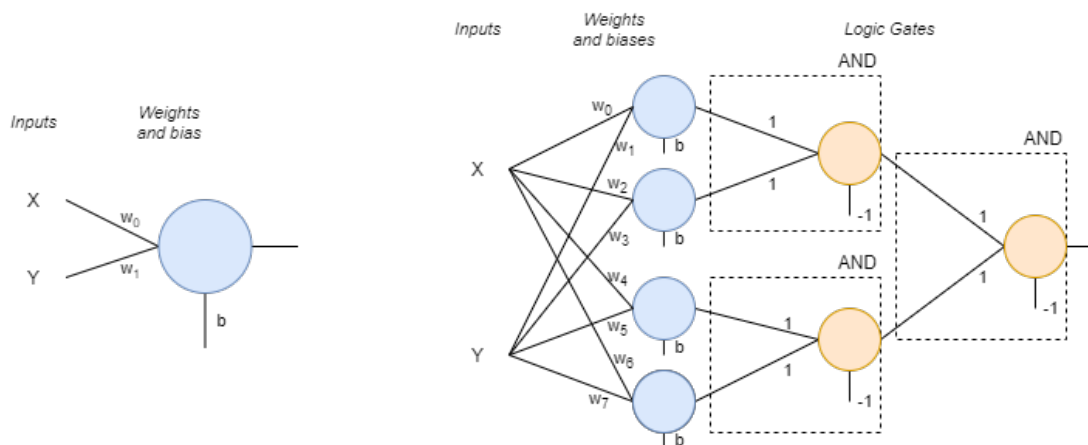 Inputs
Weights
and bias
X
w0
w1
Y
b
Inputs
Weights
and biases
Logic Gates
AND
w0
1
w1
b
X
w2
1
w3
b
-1
AND
1
w4
AND
w5
1
b
Y
w6
1
1
w7
b
-1
-1